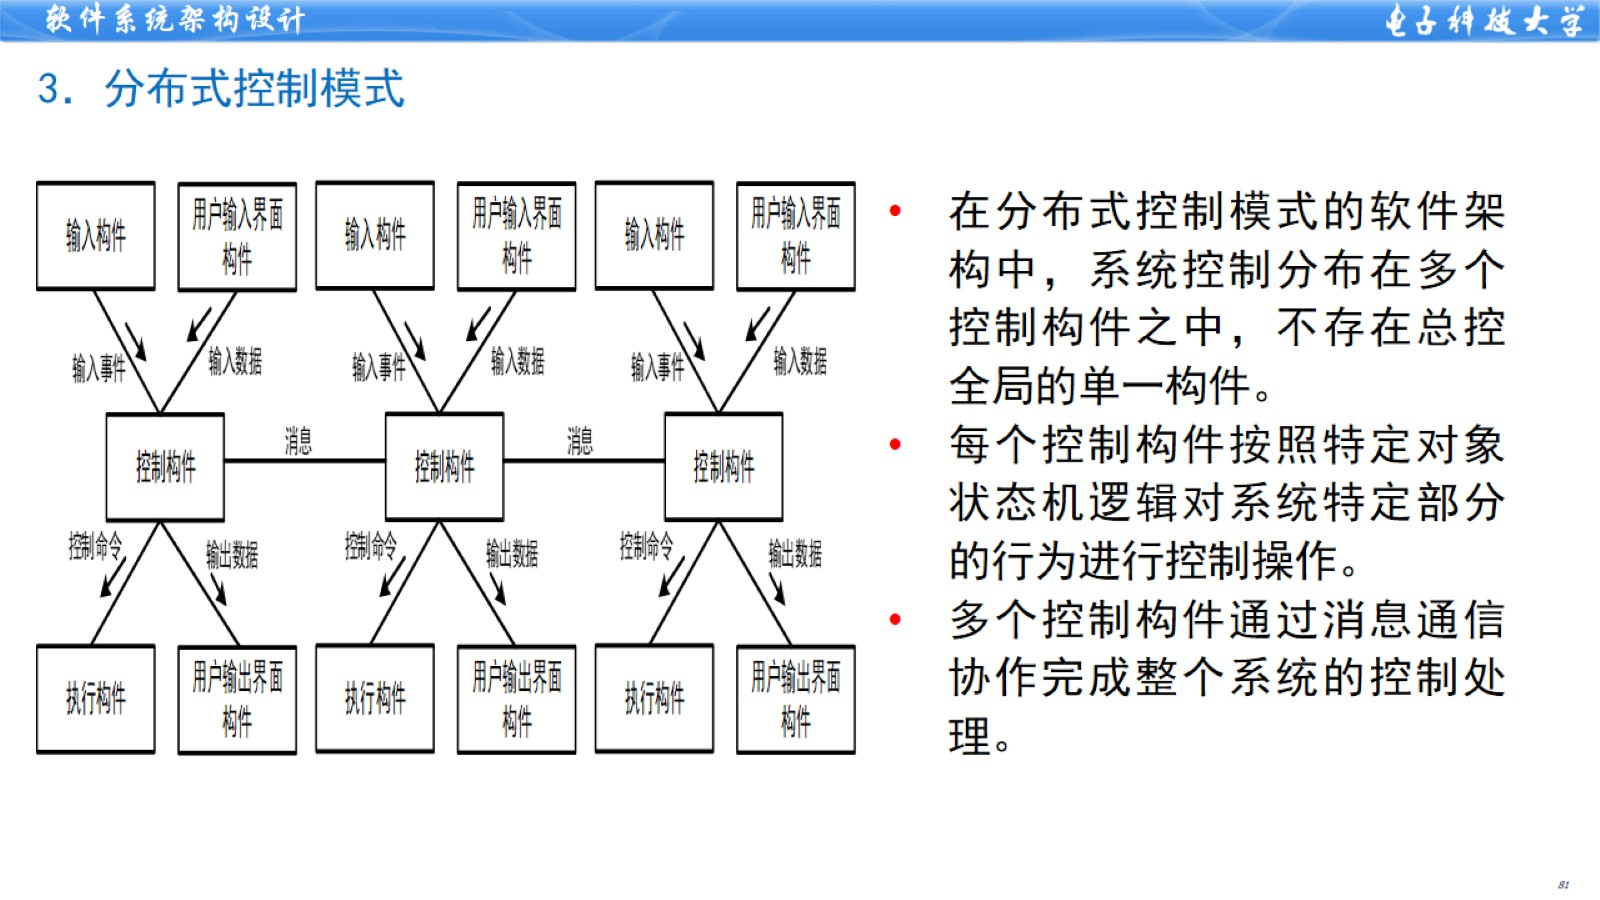 软件系统架构设计
电子科技大学
3. 分布式控制模式
输入构件
用户输入界面
构件
输入构件
用户输入界面
构件
输入构件
用户输入界面
构件
输入事件
输入数据
输入事件
输入数据
输入事件
输入数据
控制构件
消息
控制构件
消息
控制构件
控制命令
输出数据
控制命令
输出数据
控制命令
输出数据
执行构件
用户输出界面
构件
执行构件
用户输出界面
构件
执行构件
用户输出界面
构件
• 在分布式控制模式的软件架
构中，系统控制分布在多个
控制构件之中，不存在总控
全局的单一构件。
• 每个控制构件按照特定对象
状态机逻辑对系统特定部分
的行为进行控制操作。
• 多个控制构件通过消息通信
协作完成整个系统的控制处
理。
81